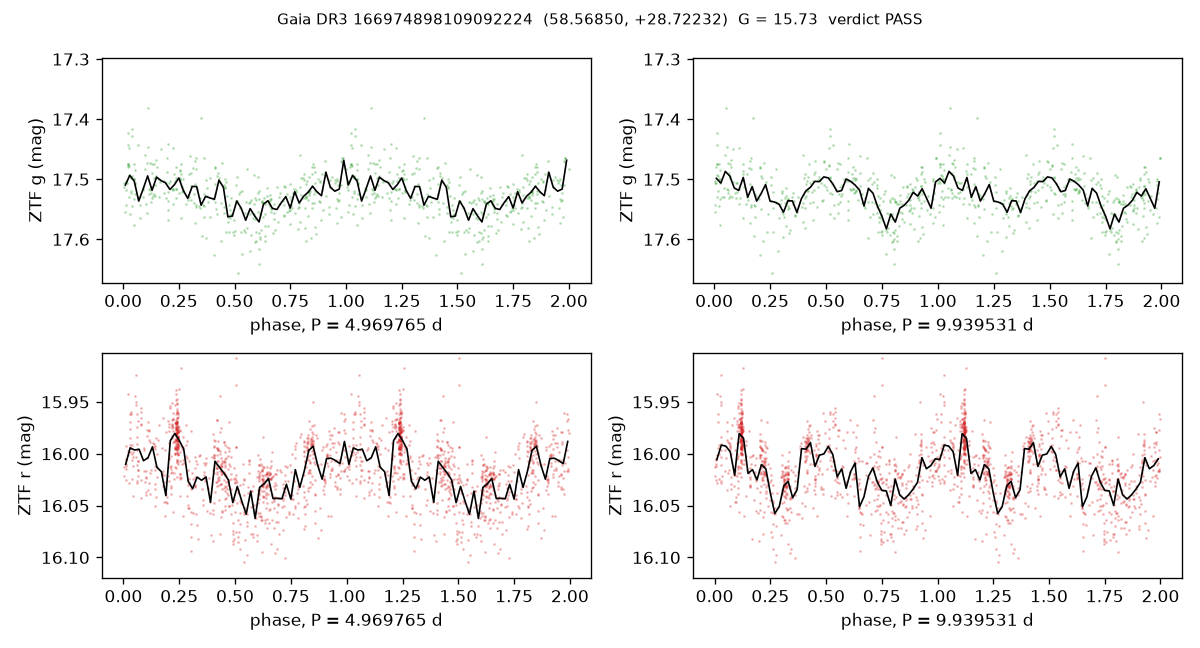 Gaia DR3 166974898109092224  (58.56850, +28.72232)  G = 15.73  verdict PASS
17.3
17.4
17.5
17.6
ZTF g (mag)
0.00 0.25 0.50 0.75 1.00 1.25 1.50 1.75 2.00
phase, P = 4.969765 d
17.3
17.4
17.5
17.6
ZTF g (mag)
0.00 0.25 0.50 0.75 1.00 1.25 1.50 1.75 2.00
phase, P = 9.939531 d
15.95
16.00
16.05
16.10
ZTF r (mag)
0.00 0.25 0.50 0.75 1.00 1.25 1.50 1.75 2.00
phase, P = 4.969765 d
15.95
16.00
16.05
16.10
ZTF r (mag)
0.00 0.25 0.50 0.75 1.00 1.25 1.50 1.75 2.00
phase, P = 9.939531 d